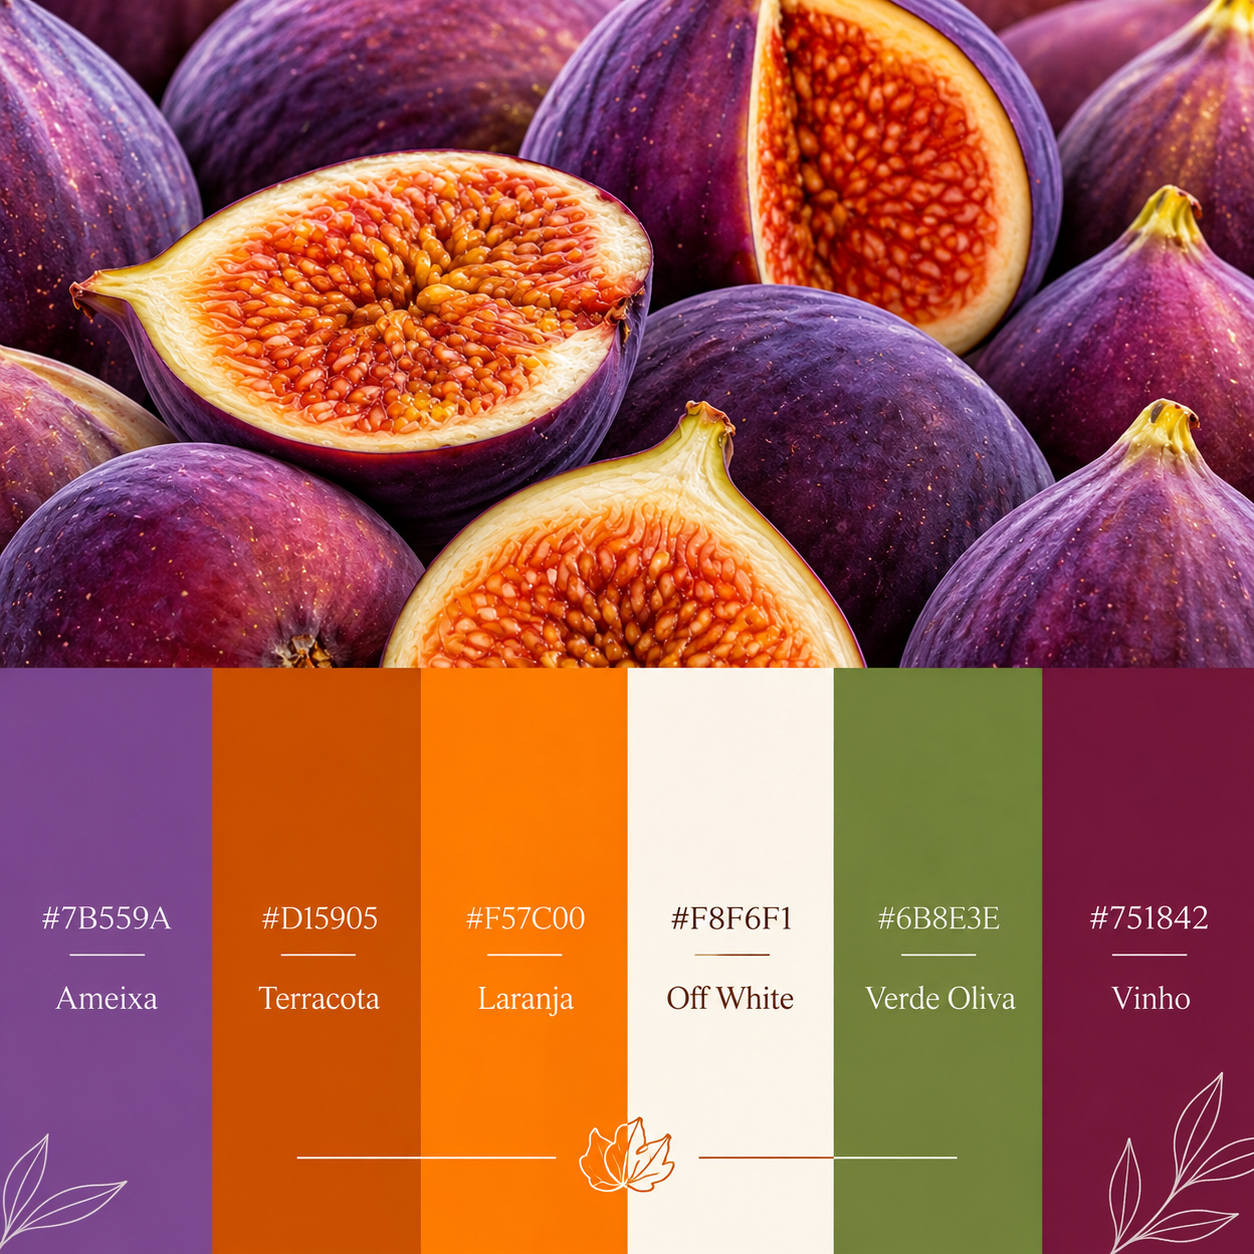 #7B559A
Ameixa
#D15905
Terracota
#F57C00
Laranja
#F8F6F1
Off White
#6B8E3E
Verde Oliva
#751842
Vinho